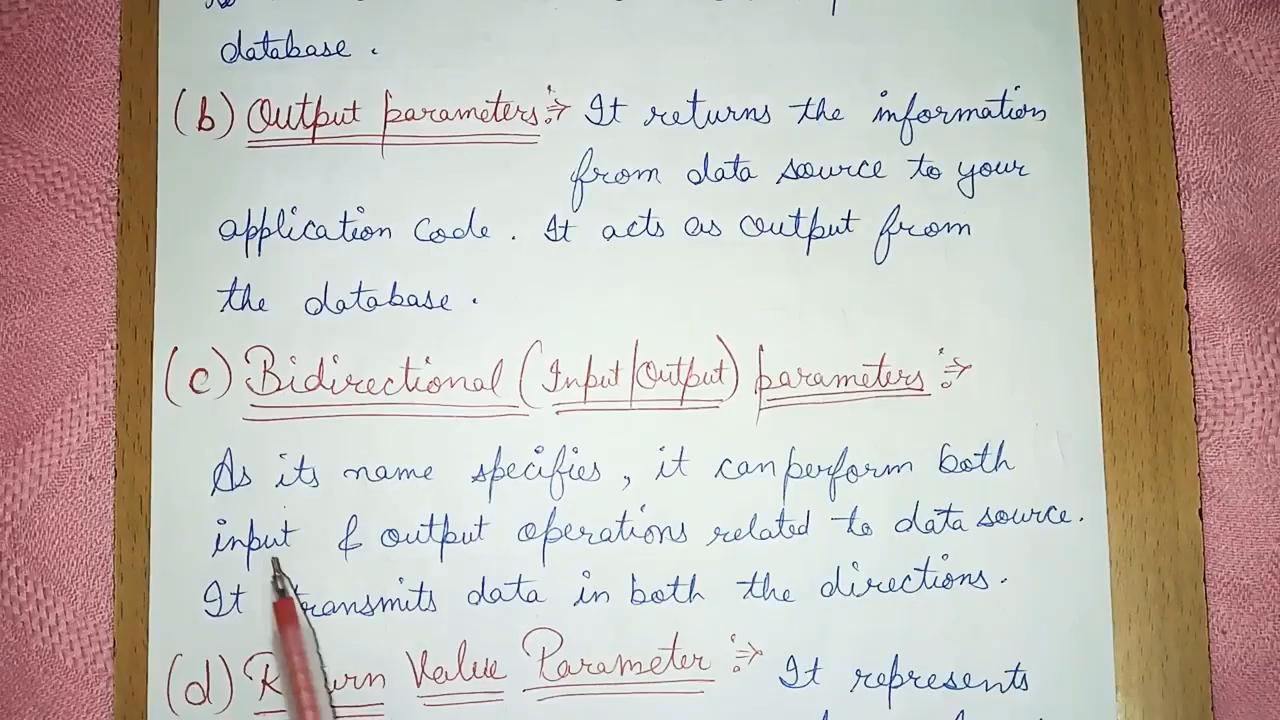 database .
(b) Output parameters :⇒ It returns the information
from data source to your
application code . It acts as output from
the database .
(c) Bidirectional (Input/Output) parameters :⇒
As its name specifies , it can perform both
input & output operations related to data source.
It transmits data in both the directions .
(d) Value Parameter :⇒ It represents